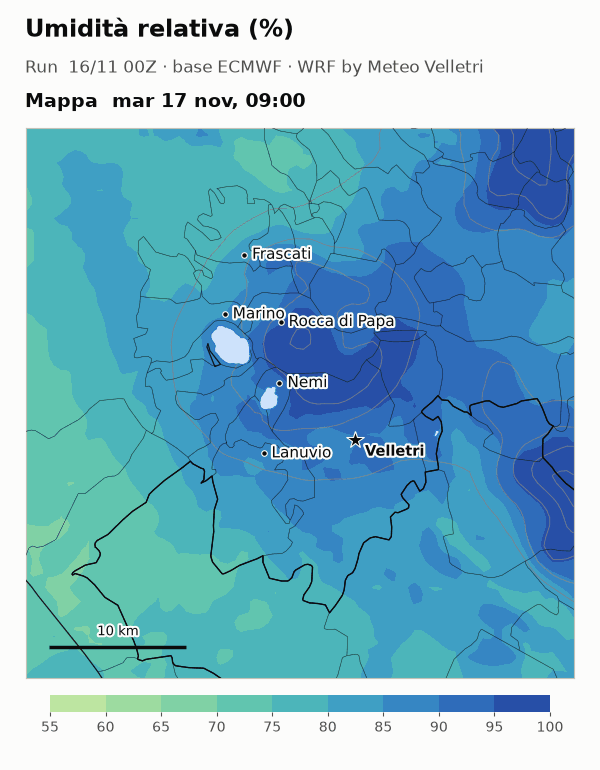 Umidità relativa (%)
Run  16/11 00Z · base ECMWF · WRF by Meteo Velletri
Mappa  mar 17 nov, 09:00
Frascati
Marino
Rocca di Papa
Nemi
Lanuvio
Velletri
10 km
55 60 65 70 75 80 85 90 95 100